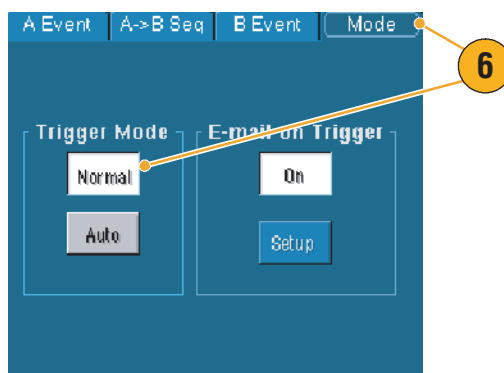 A Event A->B Seq B Event Mode
6
Trigger Mode E-mail on Trigger
Normal On
Auto Setup